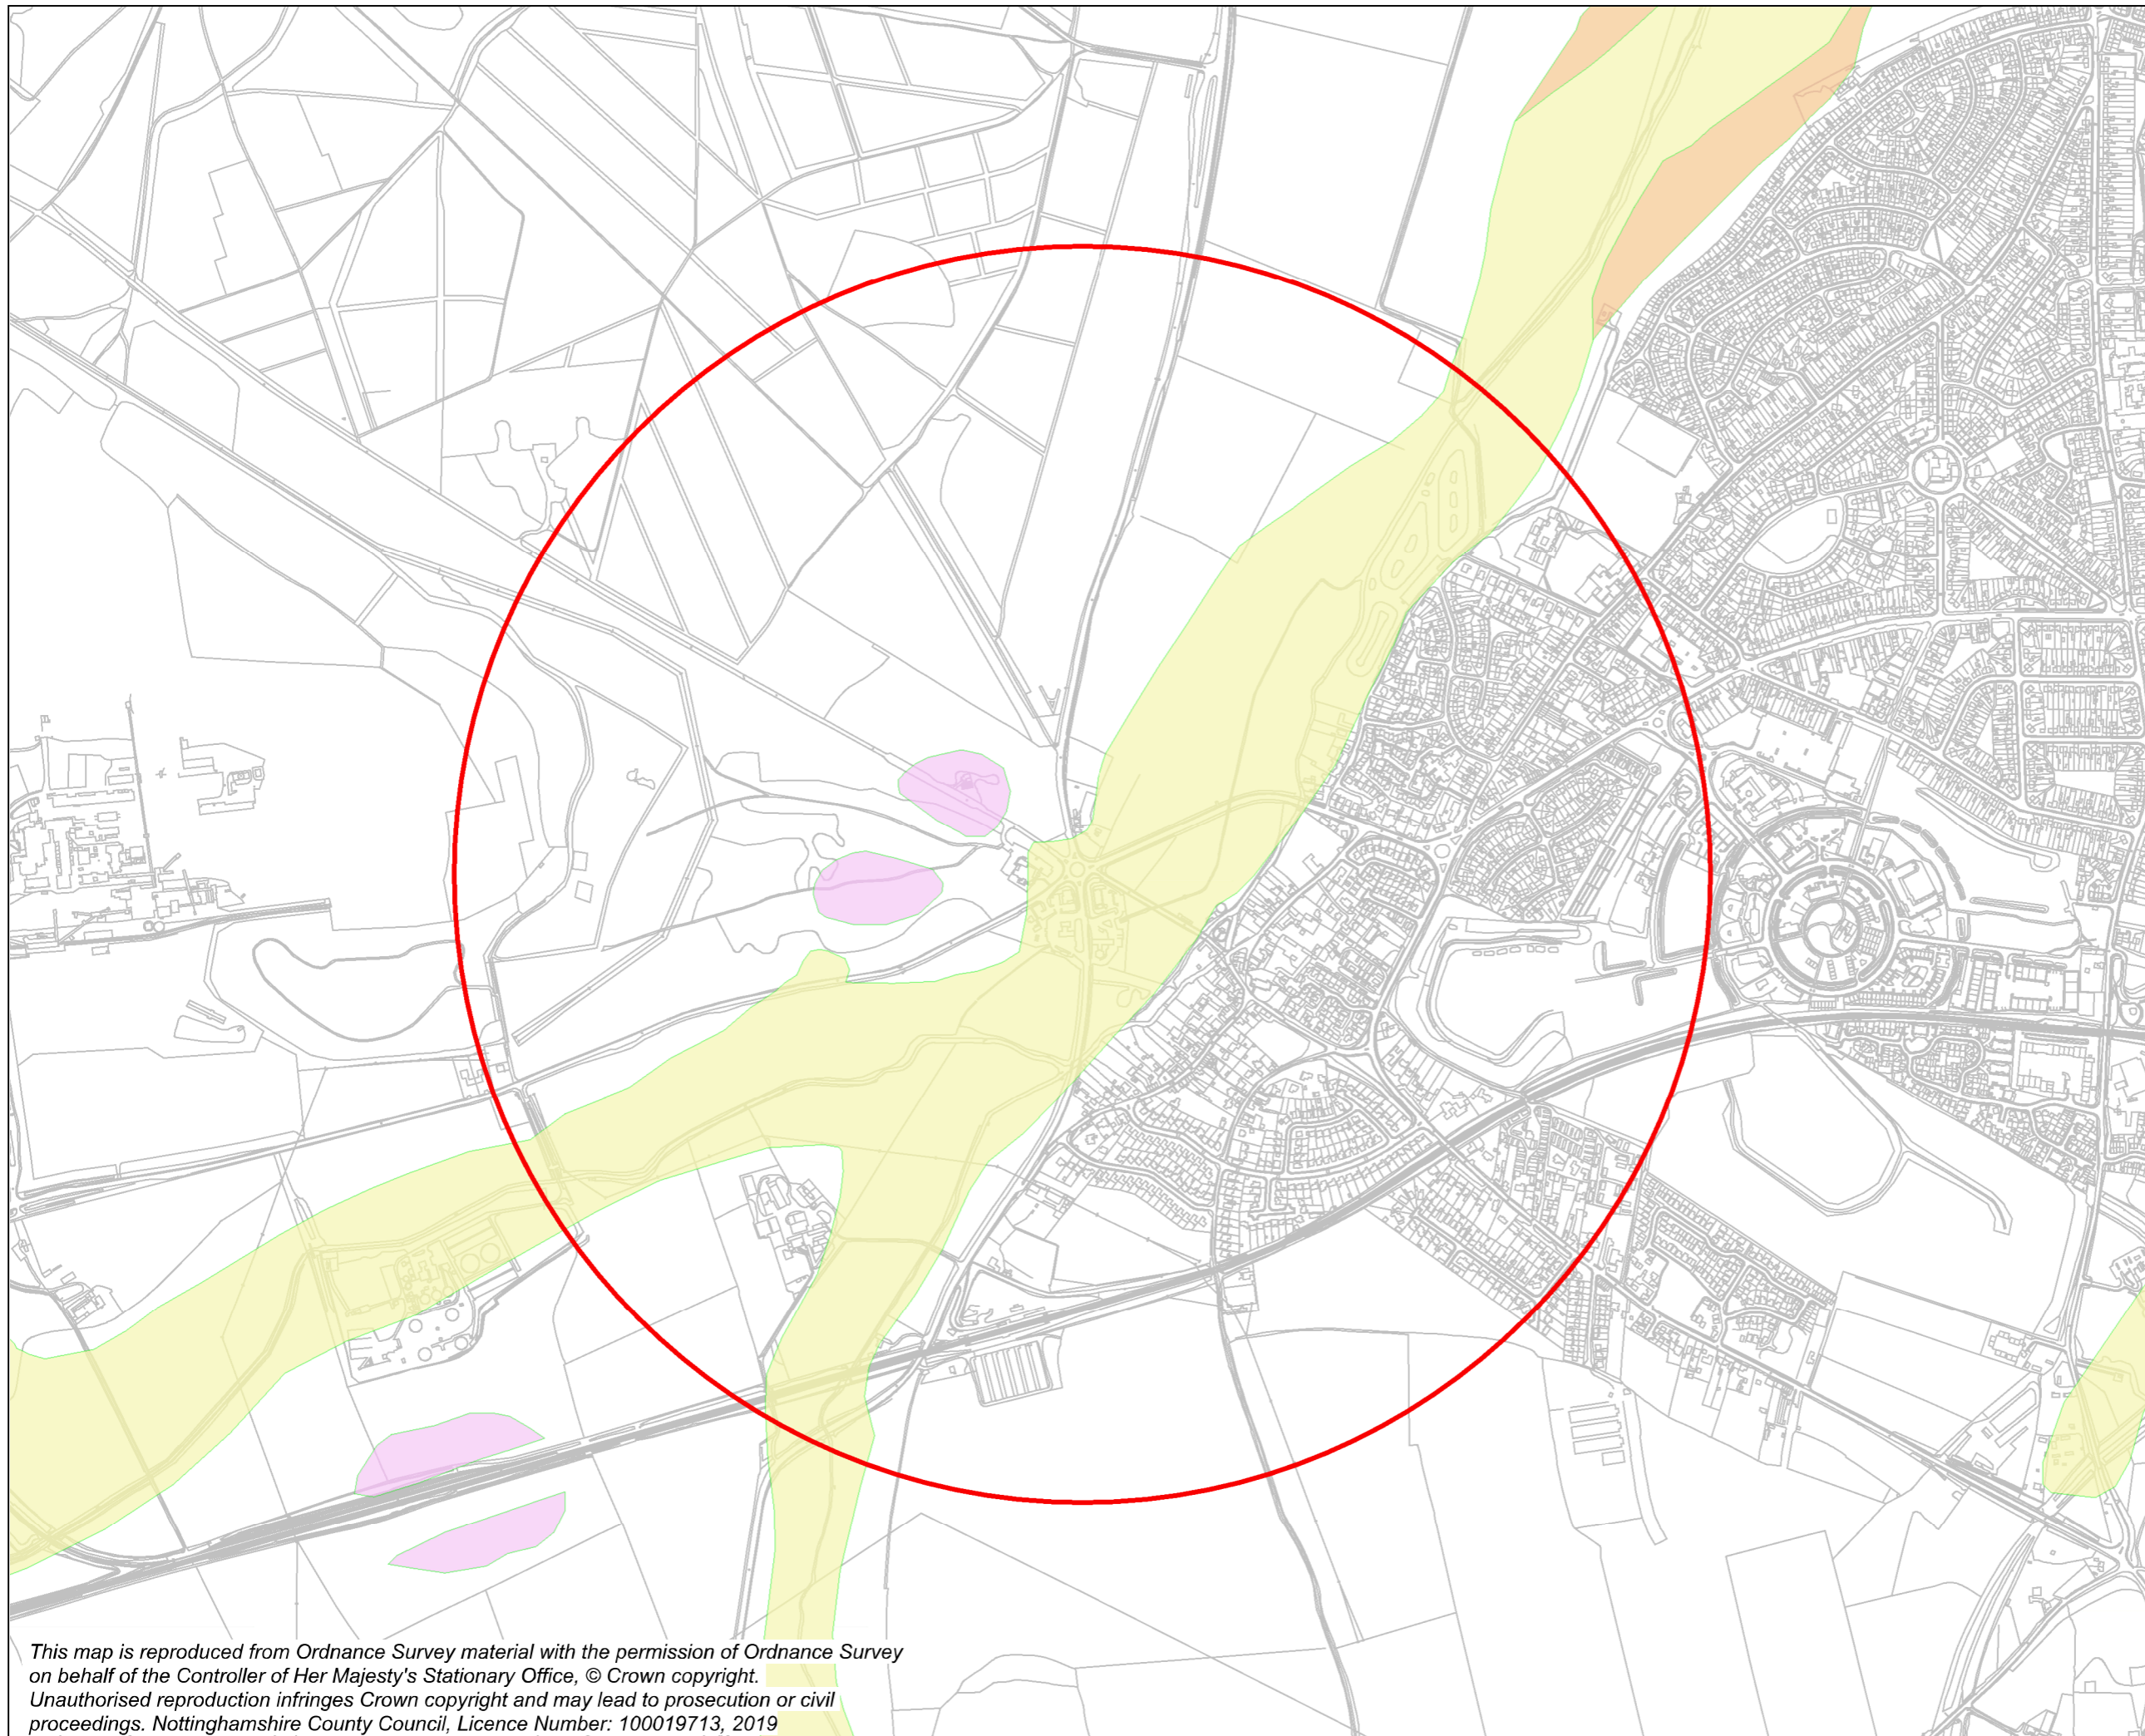 This map is reproduced from Ordnance Survey material with the permission of Ordnance Survey
on behalf of the Controller of Her Majesty's Stationary Office, © Crown copyright.
Unauthorised reproduction infringes Crown copyright and may lead to prosecution or civil
proceedings. Nottinghamshire County Council, Licence Number: 100019713, 2019